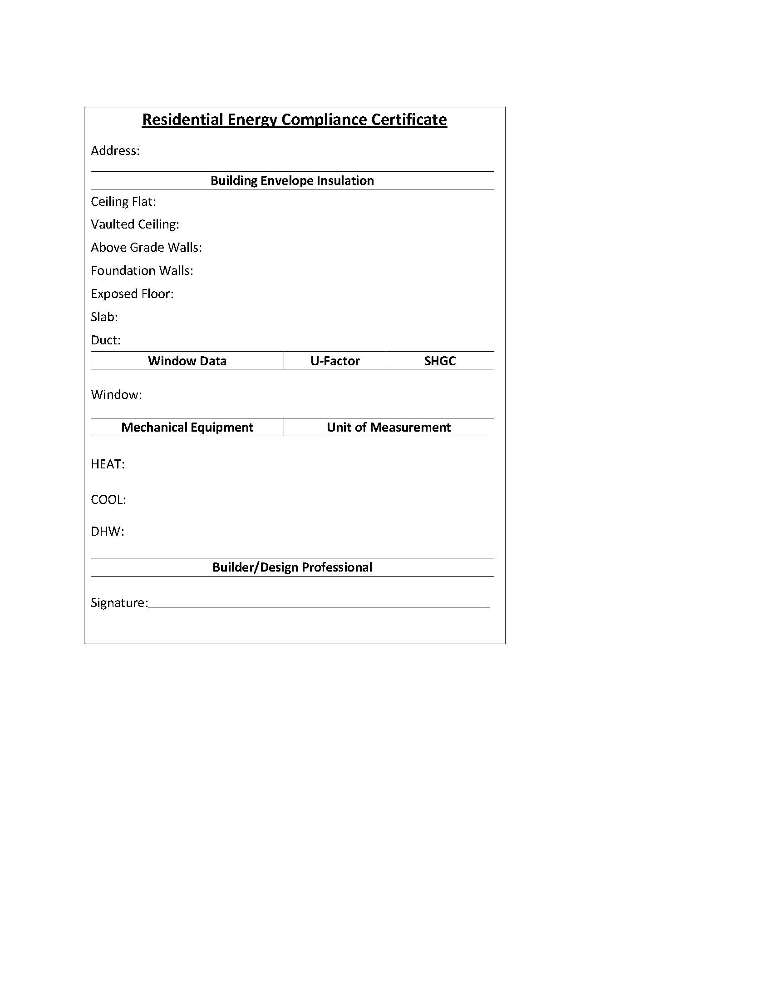 Residential Energy Compliance Certificate
Address:
Building Envelope Insulation
Ceiling Flat:
Vaulted Ceiling:
Above Grade Walls:
Foundation Walls:
Exposed Floor:
Slab:
Duct:
Window Data U-Factor SHGC
Window:
Mechanical Equipment Unit of Measurement
HEAT:
COOL:
DHW:
Builder/Design Professional
Signature: